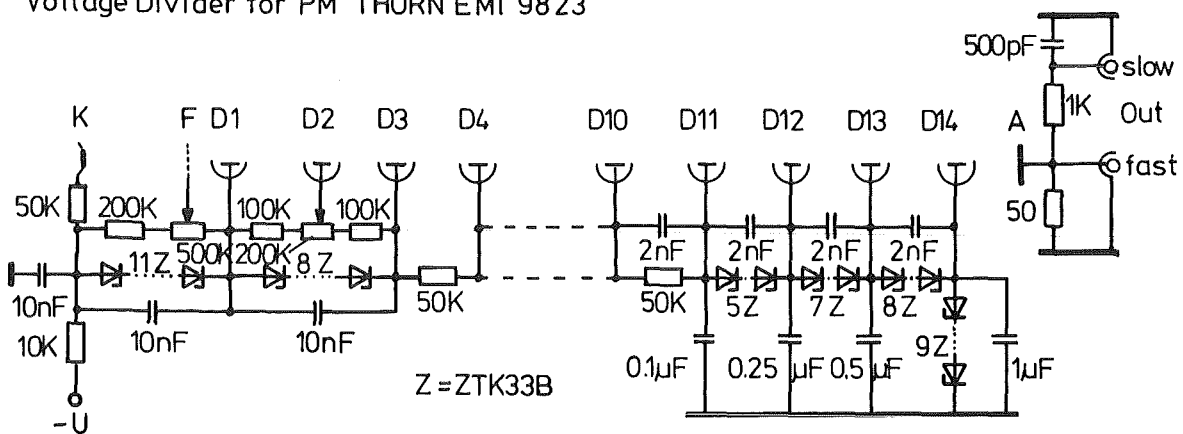 Voltage Divider for PM THORN EMI 9823
500pF
slow
K F D1 D2 D3 D4 D10 D11 D12 D13 D14 A 1K Out
fast
50K 200K 100K 100K 50
500K 200K 2nF 2nF 2nF 2nF
11Z 8Z
10nF 50K 50K 5Z 7Z 8Z
10K 10nF 10nF 9Z
0.1µF 0.25 µF 0.5 µF 1µF
Z=ZTK33B
-U